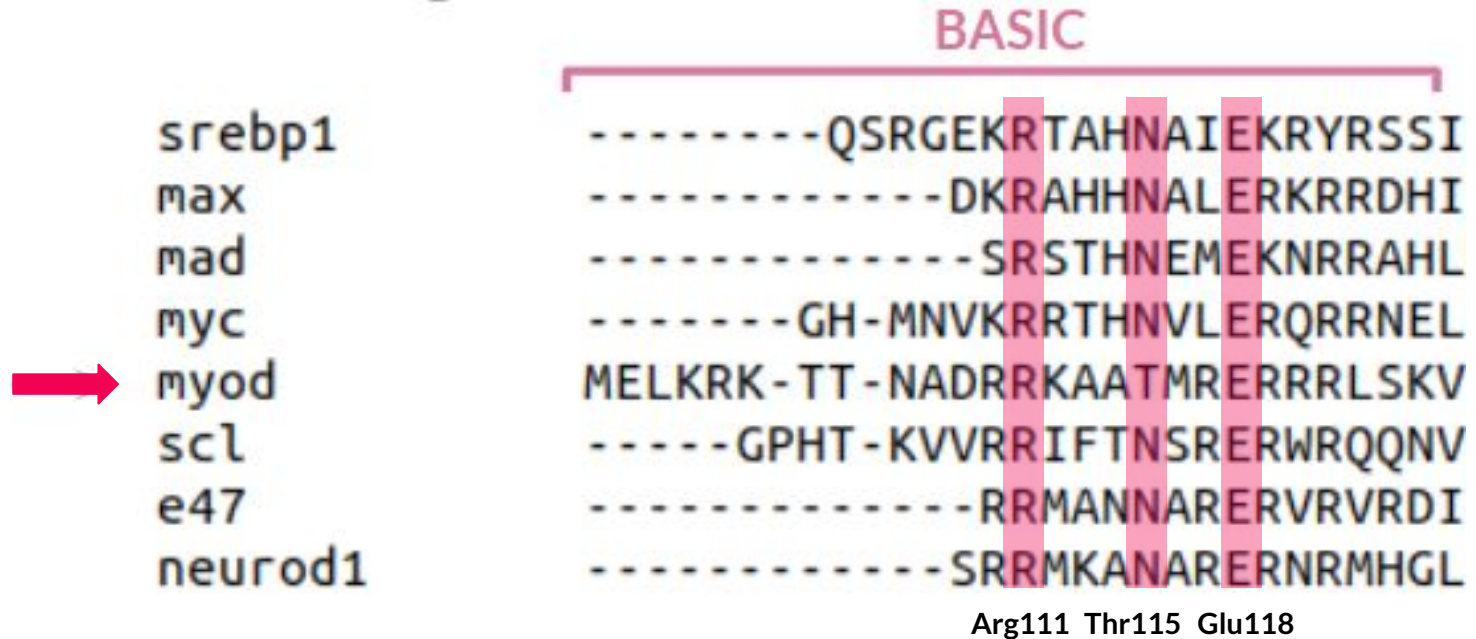 BASIC
srebp1 --------QSRGEKRTAHNAIEKRYRSSI
max ------------DKRAHHNALERKRRDHI
mad -------------SRSTHNEMEKNRRAHL
myc -------GH-MNVKRRTHNVLERQRRNEL
myod MELKRK-TT-NADRRKAATMRERRRLSKV
scl -----GPHT-KVVRRIFTNSRERWRQQNV
e47 -------------RRMANNARERVRVRDI
neurod1 ------------SRRMKANARERNRMHGL
Arg111 Thr115 Glu118